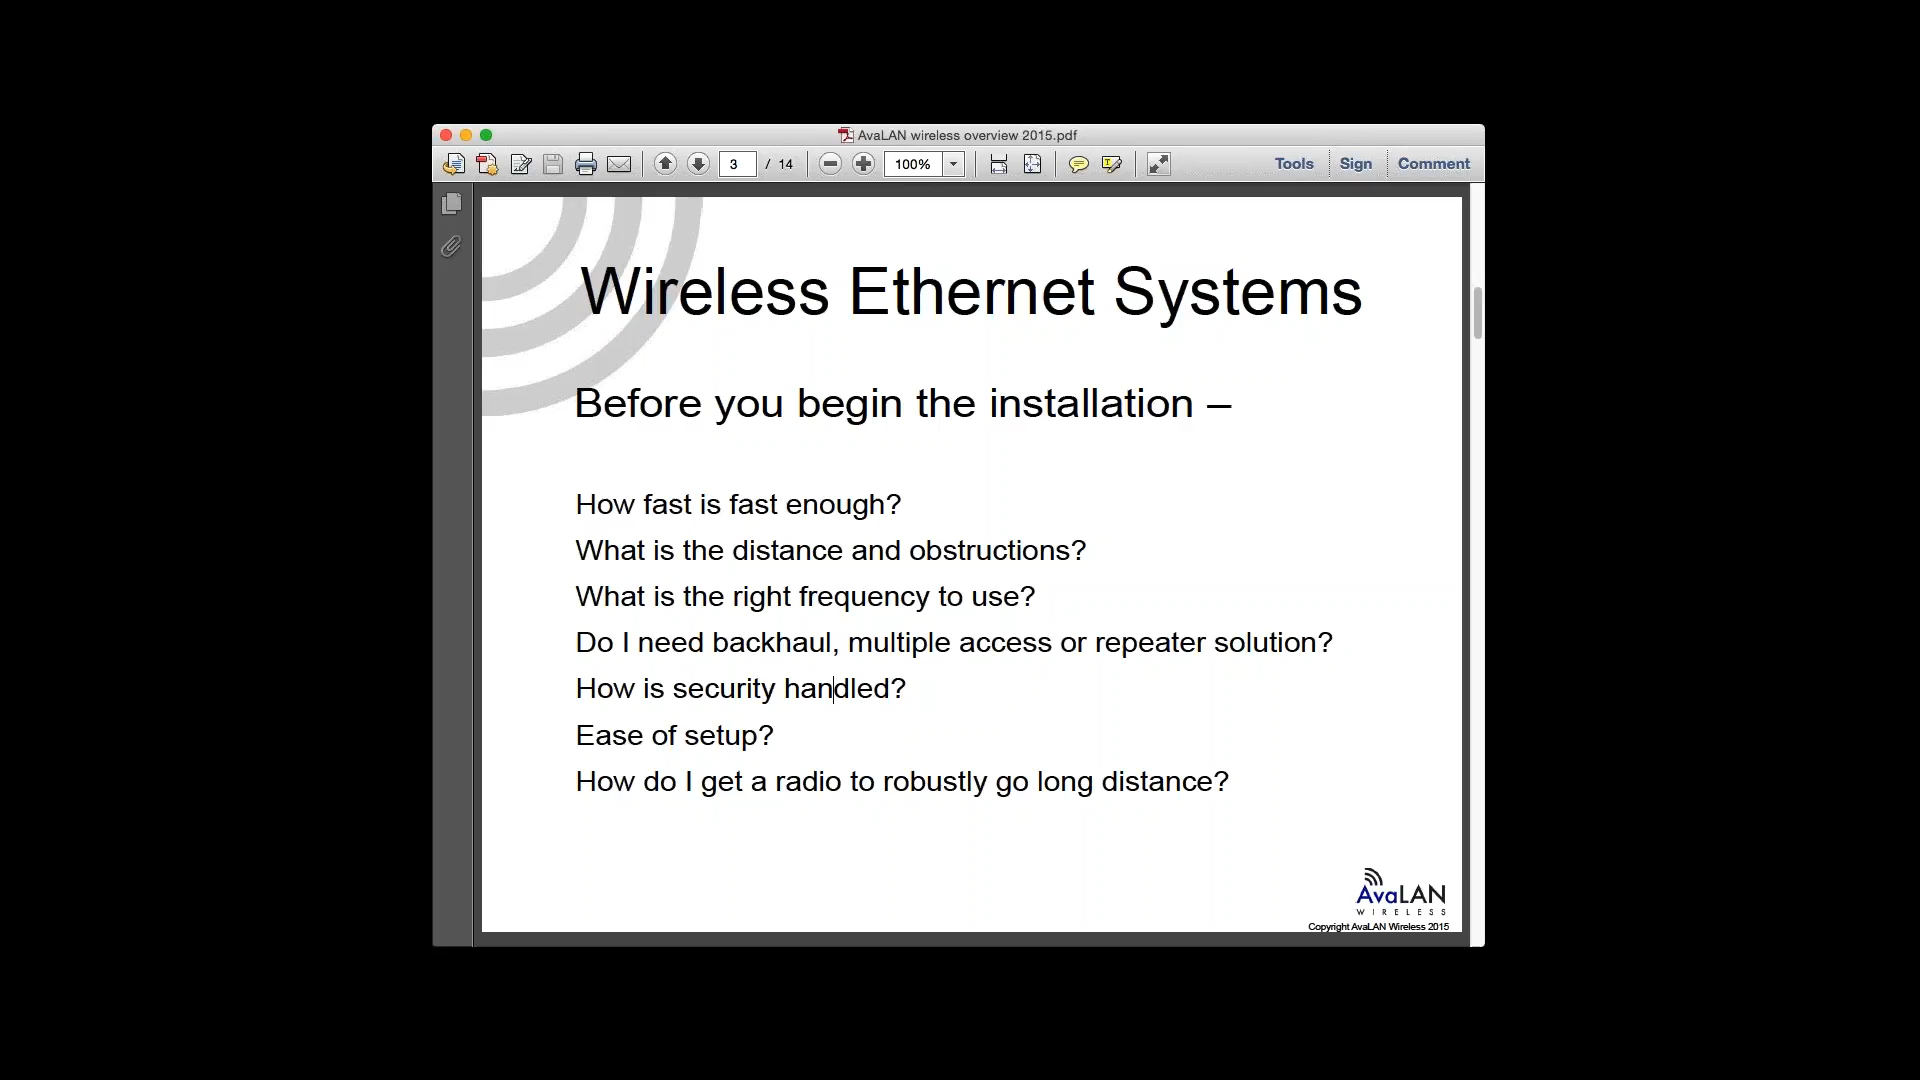 AvaLAN wireless overview 2015.pdf
3 / 14 100% Tools Sign Comment
Wireless Ethernet Systems
Before you begin the installation –
How fast is fast enough?
What is the distance and obstructions?
What is the right frequency to use?
Do I need backhaul, multiple access or repeater solution?
How is security handled?
Ease of setup?
How do I get a radio to robustly go long distance?
AvaLAN
WIRELESS
Copyright AvaLAN Wireless 2015